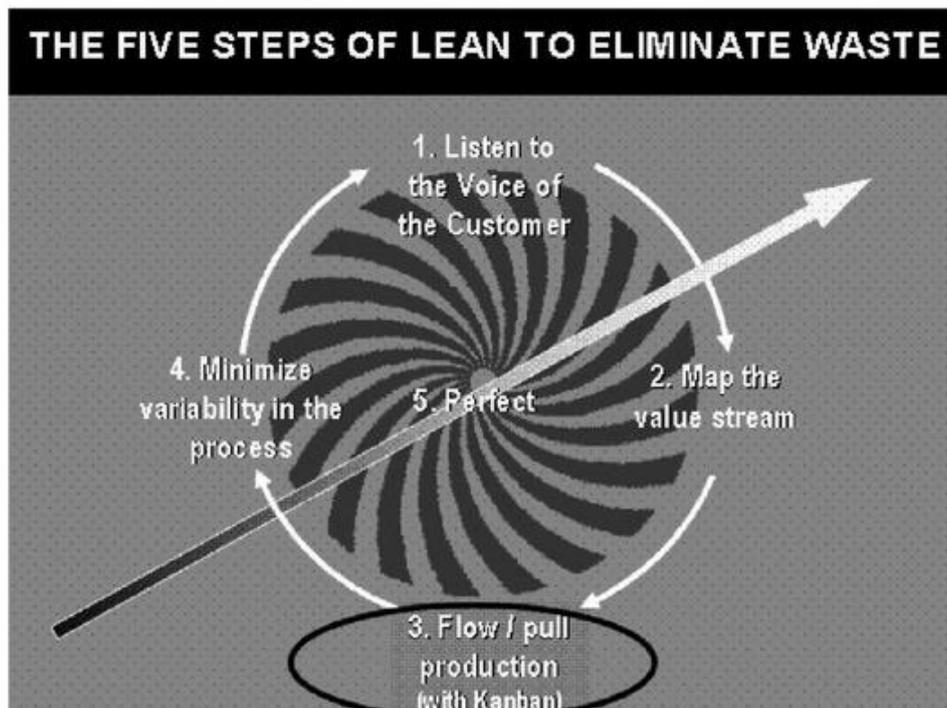 THE FIVE STEPS OF LEAN TO ELIMINATE WASTE
1. Listen to
the Voice of
the Customer
2. Map the
value stream
3. Flow / pull
production
(with Kanban)
4. Minimize
variability in the
process
5. Perfect